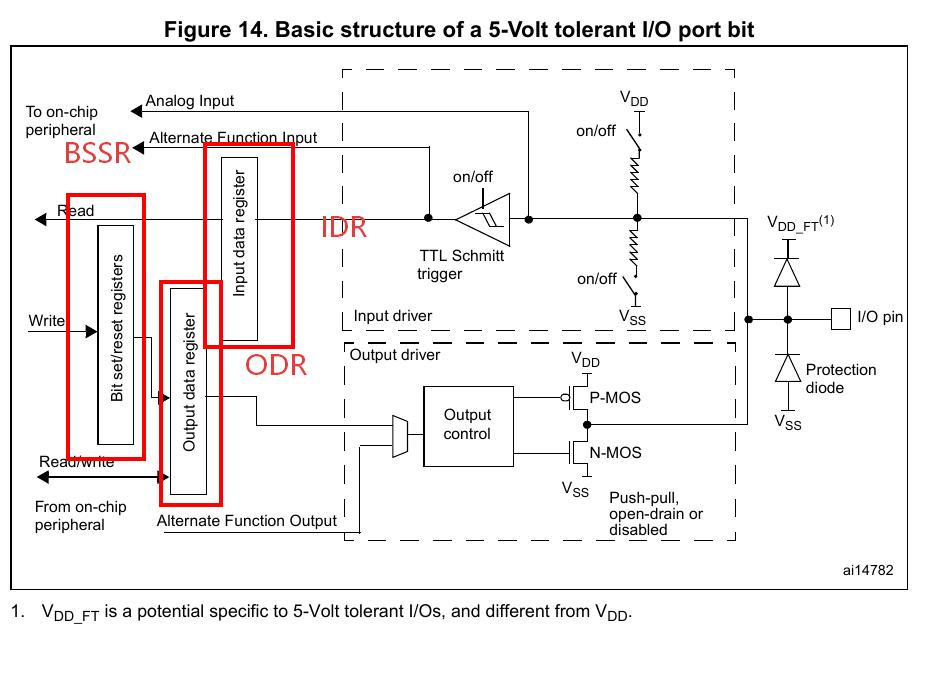 Figure 14. Basic structure of a 5-Volt tolerant I/O port bit
Analog Input
To on-chip
peripheral
Alternate Function Input
BSSR
VDD
on/off
on/off
Read
IDR
Input data register
TTL Schmitt
trigger
on/off
VSS
Input driver
VDD_FT(1)
I/O pin
Protection
diode
VSS
Write
Bit set/reset registers
Output data register
ODR
Output driver
VDD
P-MOS
Output
control
N-MOS
VSS
Push-pull,
open-drain or
disabled
Read/write
From on-chip
peripheral
Alternate Function Output
ai14782
1. VDD_FT is a potential specific to 5-Volt tolerant I/Os, and different from VDD.